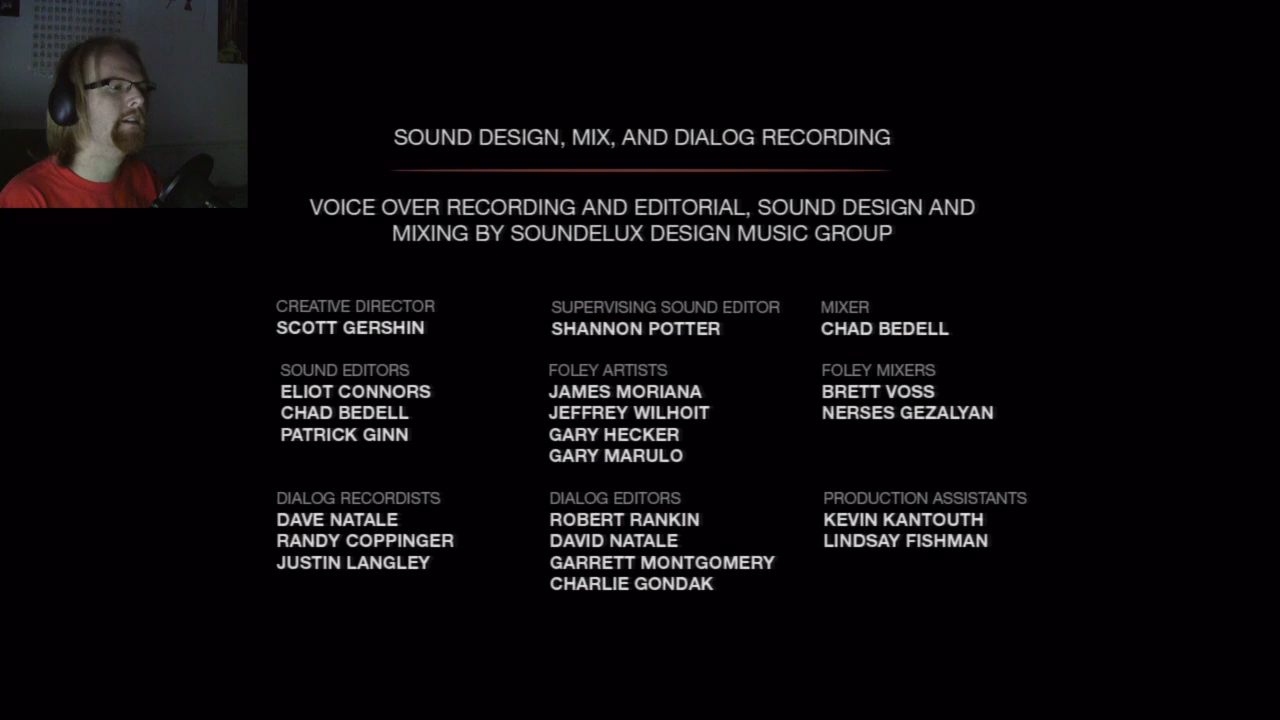 SOUND DESIGN, MIX, AND DIALOG RECORDING
VOICE OVER RECORDING AND EDITORIAL, SOUND DESIGN AND
MIXING BY SOUNDELUX DESIGN MUSIC GROUP
CREATIVE DIRECTOR
SCOTT GERSHIN
SUPERVISING SOUND EDITOR
SHANNON POTTER
MIXER
CHAD BEDELL
SOUND EDITORS
ELIOT CONNORS
CHAD BEDELL
PATRICK GINN
FOLEY ARTISTS
JAMES MORIANA
JEFFREY WILHOIT
GARY HECKER
GARY MARULO
FOLEY MIXERS
BRETT VOSS
NERSES GEZALYAN
DIALOG RECORDISTS
DAVE NATALE
RANDY COPPINGER
JUSTIN LANGLEY
DIALOG EDITORS
ROBERT RANKIN
DAVID NATALE
GARRETT MONTGOMERY
CHARLIE GONDAK
PRODUCTION ASSISTANTS
KEVIN KANTOUTH
LINDSAY FISHMAN